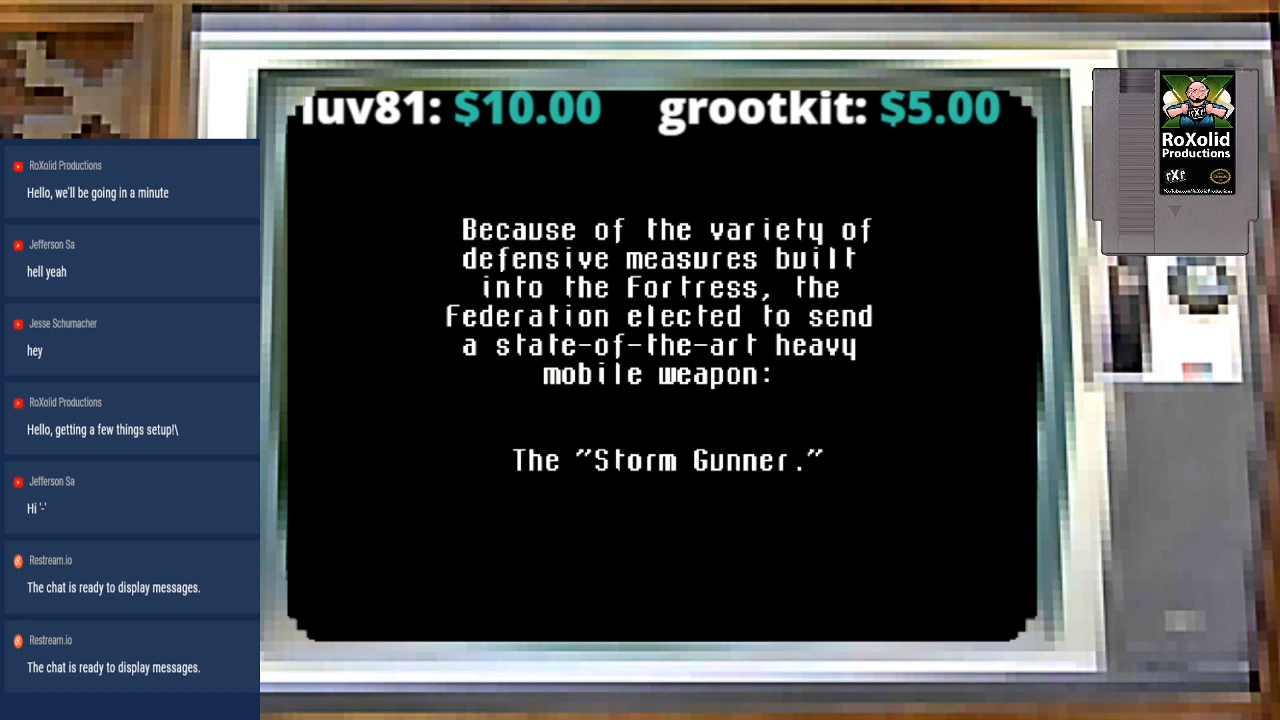 luv81: $10.00 grootkit: $5.00
RoXolid
Productions
rXp
YouTube.com/RoXolidProductions
RoXolid Productions
Hello, we'll be going in a minute
Jefferson Sa
hell yeah
Jesse Schumacher
hey
RoXolid Productions
Hello, getting a few things setup!\
Jefferson Sa
Hi '-'
Restream.io
The chat is ready to display messages.
Restream.io
The chat is ready to display messages.
Because of the variety of
defensive measures built
into the Fortress, the
Federation elected to send
a state-of-the-art heavy
mobile weapon:
The "Storm Gunner."